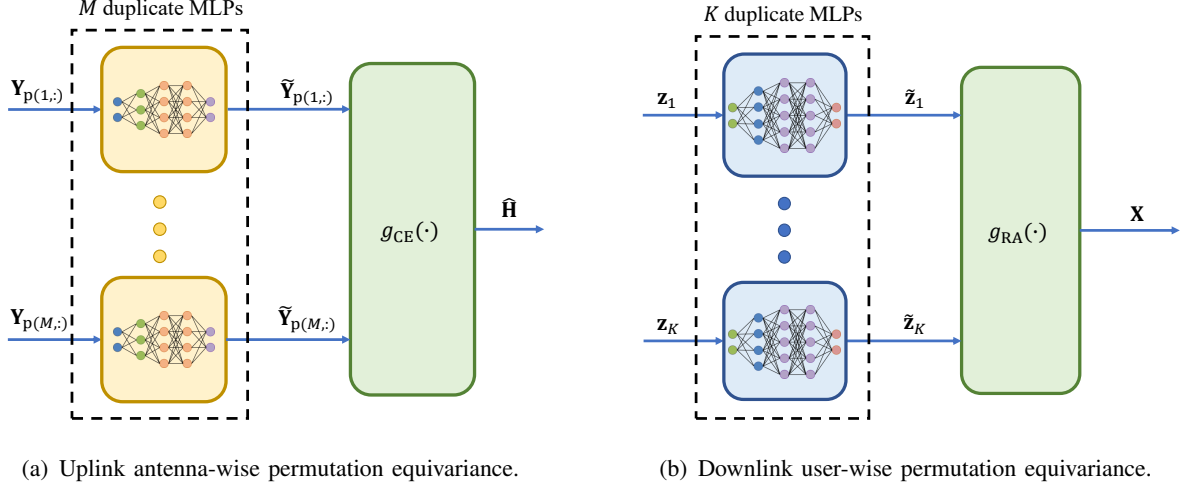 M duplicate MLPs
Y_p(1,:)
Ỹ_p(1,:)
g_CE(·)
Ĥ
Y_p(M,:)
Ỹ_p(M,:)
(a) Uplink antenna-wise permutation equivariance.
K duplicate MLPs
z_1
z̃_1
g_RA(·)
X
z_K
z̃_K
(b) Downlink user-wise permutation equivariance.